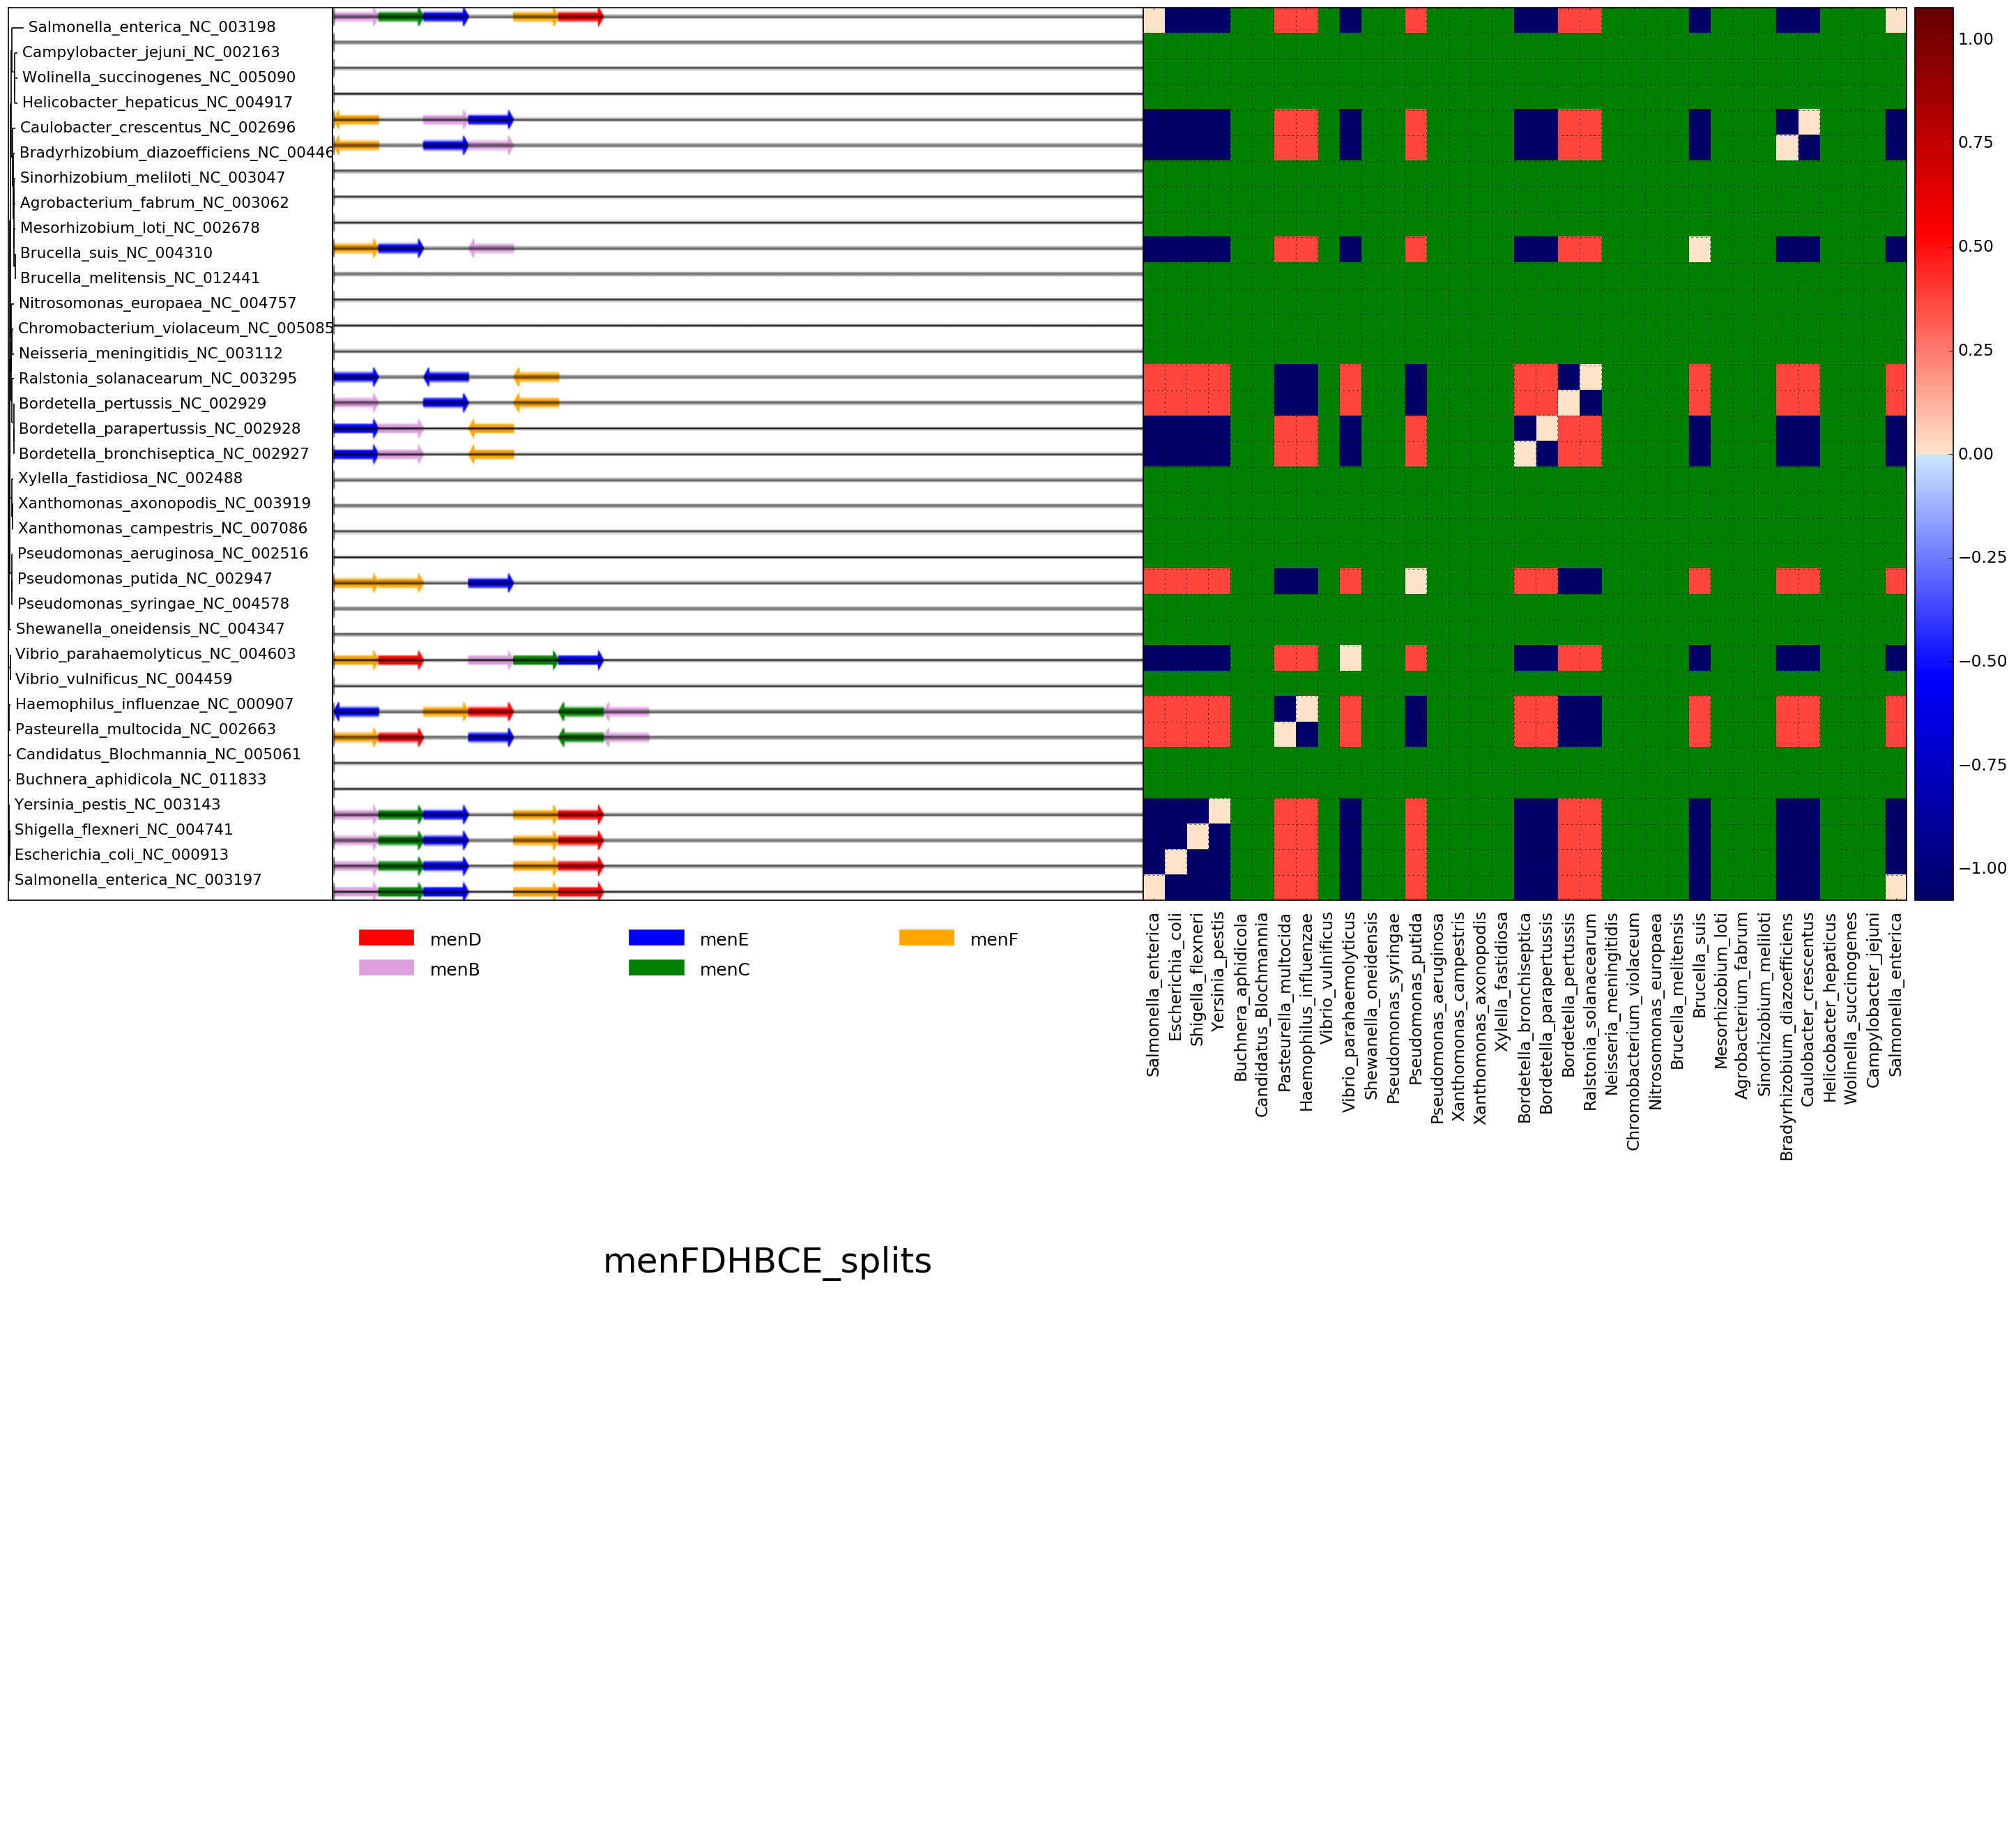 Salmonella_enterica_NC_003198
Campylobacter_jejuni_NC_002163
Wolinella_succinogenes_NC_005090
Helicobacter_hepaticus_NC_004917
Caulobacter_crescentus_NC_002696
Bradyrhizobium_diazoefficiens_NC_00446
Sinorhizobium_meliloti_NC_003047
Agrobacterium_fabrum_NC_003062
Mesorhizobium_loti_NC_002678
Brucella_suis_NC_004310
Brucella_melitensis_NC_012441
Nitrosomonas_europaea_NC_004757
Chromobacterium_violaceum_NC_005085
Neisseria_meningitidis_NC_003112
Ralstonia_solanacearum_NC_003295
Bordetella_pertussis_NC_002929
Bordetella_parapertussis_NC_002928
Bordetella_bronchiseptica_NC_002927
Xylella_fastidiosa_NC_002488
Xanthomonas_axonopodis_NC_003919
Xanthomonas_campestris_NC_007086
Pseudomonas_aeruginosa_NC_002516
Pseudomonas_putida_NC_002947
Pseudomonas_syringae_NC_004578
Shewanella_oneidensis_NC_004347
Vibrio_parahaemolyticus_NC_004603
Vibrio_vulnificus_NC_004459
Haemophilus_influenzae_NC_000907
Pasteurella_multocida_NC_002663
Candidatus_Blochmannia_NC_005061
Buchnera_aphidicola_NC_011833
Yersinia_pestis_NC_003143
Shigella_flexneri_NC_004741
Escherichia_coli_NC_000913
Salmonella_enterica_NC_003197
1.00
0.75
0.50
0.25
0.00
−0.25
−0.50
−0.75
−1.00
menD
menE
menF
menB
menC
Salmonella_enterica
Escherichia_coli
Shigella_flexneri
Yersinia_pestis
Buchnera_aphidicola
Candidatus_Blochmannia
Pasteurella_multocida
Haemophilus_influenzae
Vibrio_vulnificus
Vibrio_parahaemolyticus
Shewanella_oneidensis
Pseudomonas_syringae
Pseudomonas_putida
Pseudomonas_aeruginosa
Xanthomonas_campestris
Xanthomonas_axonopodis
Xylella_fastidiosa
Bordetella_bronchiseptica
Bordetella_parapertussis
Bordetella_pertussis
Ralstonia_solanacearum
Neisseria_meningitidis
Chromobacterium_violaceum
Nitrosomonas_europaea
Brucella_melitensis
Brucella_suis
Mesorhizobium_loti
Agrobacterium_fabrum
Sinorhizobium_meliloti
Bradyrhizobium_diazoefficiens
Caulobacter_crescentus
Helicobacter_hepaticus
Wolinella_succinogenes
Campylobacter_jejuni
Salmonella_enterica
menFDHBCE_splits